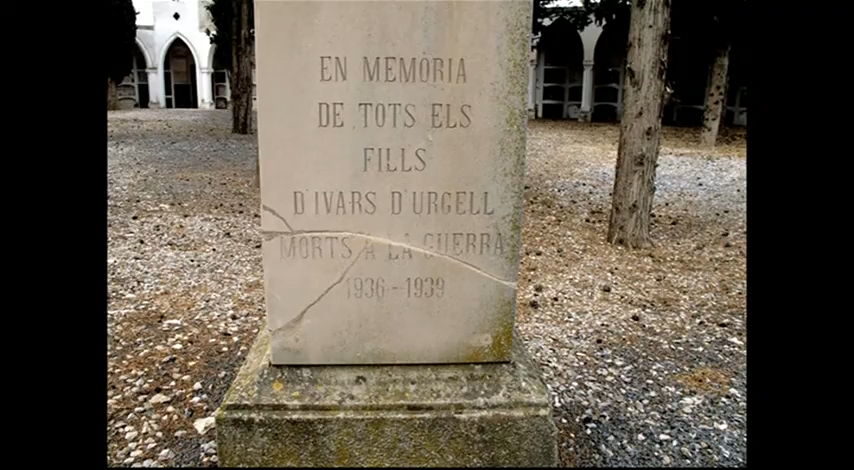 EN MEMÒRIA
DE TOTS ELS
FILLS
D'IVARS D'URGELL
MORTS A LA GUERRA
1936-1939